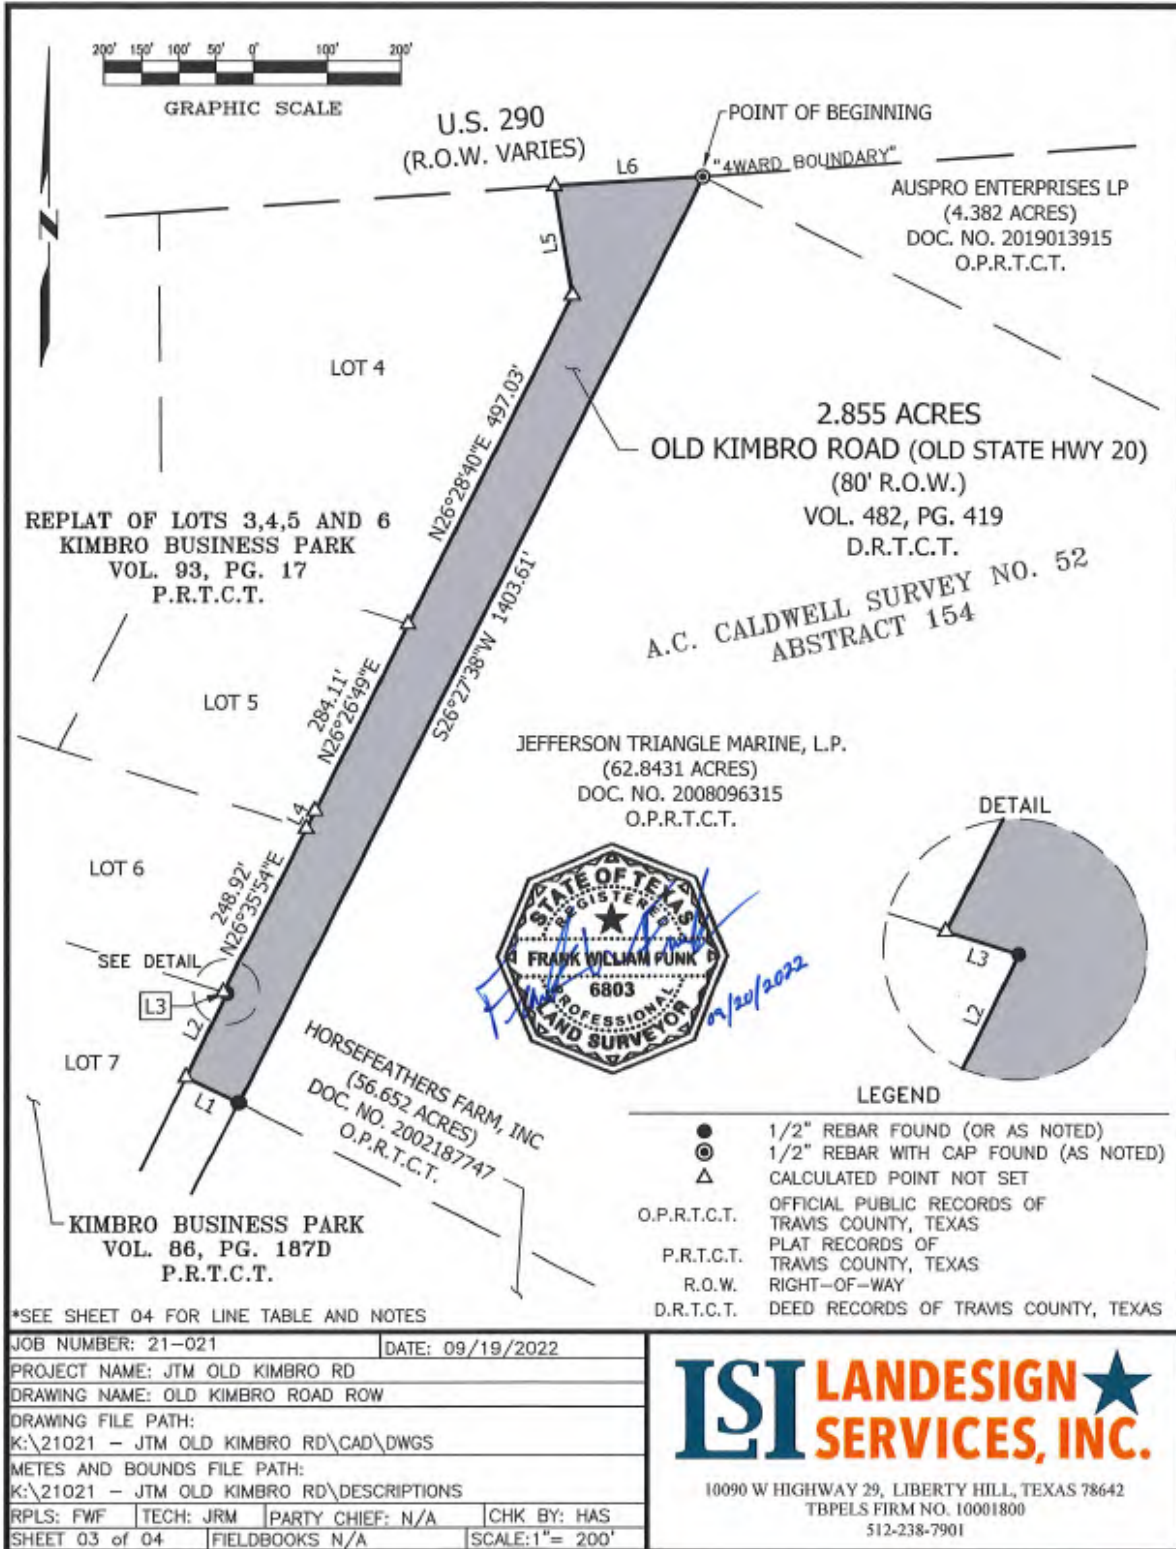 200' 150' 100' 50' 0' 100' 200'
GRAPHIC SCALE
N
U.S. 290
(R.O.W. VARIES)
POINT OF BEGINNING
L6
"4WARD BOUNDARY"
AUSPRO ENTERPRISES LP
(4.382 ACRES)
DOC. NO. 2019013915
O.P.R.T.C.T.
L5
LOT 4
N26°28'40"E 497.03'
2.855 ACRES
OLD KIMBRO ROAD (OLD STATE HWY 20)
(80' R.O.W.)
VOL. 482, PG. 419
D.R.T.C.T.
REPLAT OF LOTS 3,4,5 AND 6
KIMBRO BUSINESS PARK
VOL. 93, PG. 17
P.R.T.C.T.
A.C. CALDWELL SURVEY NO. 52
ABSTRACT 154
S26°27'38"W 1403.61'
LOT 5
284.11'
N26°26'49"E
JEFFERSON TRIANGLE MARINE, L.P.
(62.8431 ACRES)
DOC. NO. 2008096315
O.P.R.T.C.T.
L4
LOT 6
248.92'
N26°35'54"E
SEE DETAIL
L3
L2
LOT 7
L1
STATE OF TEXAS
REGISTERED
FRANK WILLIAM FUNK
6803
PROFESSIONAL
LAND SURVEYOR
09/20/2022
DETAIL
L3
L2
HORSEFEATHERS FARM, INC
(56.652 ACRES)
DOC. NO. 2002187747
O.P.R.T.C.T.
KIMBRO BUSINESS PARK
VOL. 86, PG. 187D
P.R.T.C.T.
LEGEND
1/2" REBAR FOUND (OR AS NOTED)
1/2" REBAR WITH CAP FOUND (AS NOTED)
CALCULATED POINT NOT SET
O.P.R.T.C.T. OFFICIAL PUBLIC RECORDS OF
TRAVIS COUNTY, TEXAS
P.R.T.C.T. PLAT RECORDS OF
TRAVIS COUNTY, TEXAS
R.O.W. RIGHT-OF-WAY
D.R.T.C.T. DEED RECORDS OF TRAVIS COUNTY, TEXAS
*SEE SHEET 04 FOR LINE TABLE AND NOTES
JOB NUMBER: 21-021 DATE: 09/19/2022
PROJECT NAME: JTM OLD KIMBRO RD
DRAWING NAME: OLD KIMBRO ROAD ROW
DRAWING FILE PATH:
K:\21021 - JTM OLD KIMBRO RD\CAD\DWGS
METES AND BOUNDS FILE PATH:
K:\21021 - JTM OLD KIMBRO RD\DESCRIPTIONS
RPLS: FWF TECH: JRM PARTY CHIEF: N/A CHK BY: HAS
SHEET 03 of 04 FIELDBOOKS N/A SCALE:1"= 200'
LSI LANDESIGN
SERVICES, INC.
10090 W HIGHWAY 29, LIBERTY HILL, TEXAS 78642
TBPELS FIRM NO. 10001800
512-238-7901